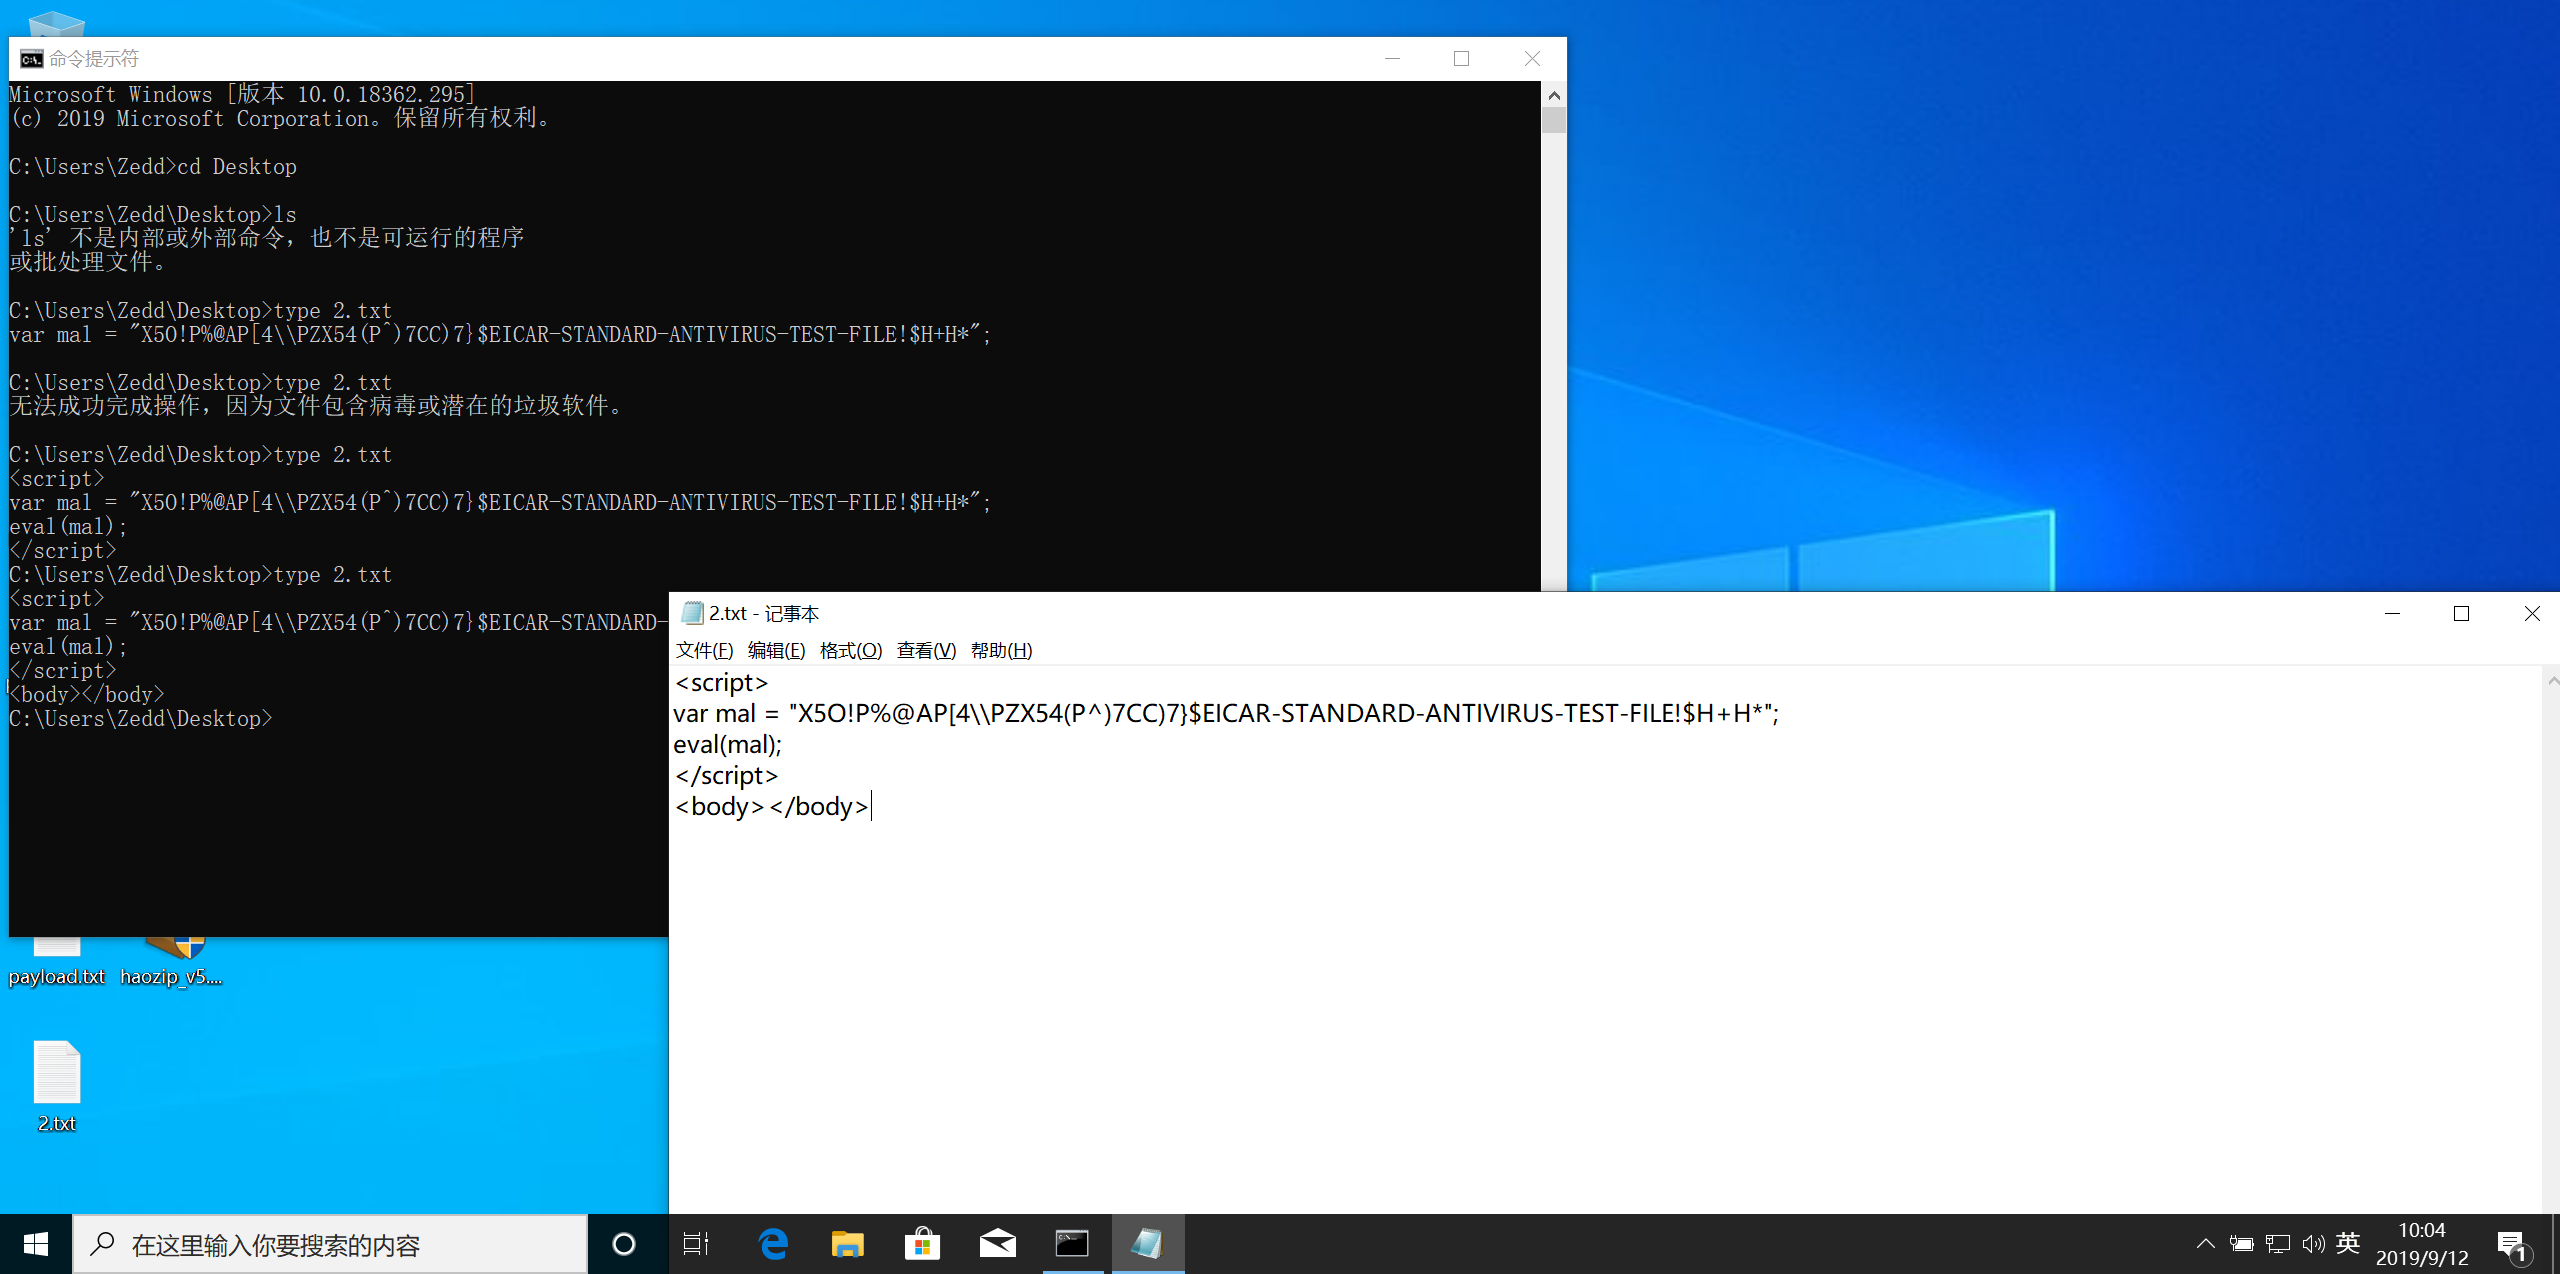 命令提示符
Microsoft Windows [版本 10.0.18362.295]
(c) 2019 Microsoft Corporation。保留所有权利。
C:\Users\Zedd>cd Desktop
C:\Users\Zedd\Desktop>ls
'ls' 不是内部或外部命令，也不是可运行的程序
或批处理文件。
C:\Users\Zedd\Desktop>type 2.txt
var mal = "X5O!P%@AP[4\\PZX54(P^)7CC)7}$EICAR-STANDARD-ANTIVIRUS-TEST-FILE!$H+H*";
C:\Users\Zedd\Desktop>type 2.txt
无法成功完成操作，因为文件包含病毒或潜在的垃圾软件。
C:\Users\Zedd\Desktop>type 2.txt
<script>
var mal = "X5O!P%@AP[4\\PZX54(P^)7CC)7}$EICAR-STANDARD-ANTIVIRUS-TEST-FILE!$H+H*";
eval(mal);
</script>
C:\Users\Zedd\Desktop>type 2.txt
<script>
var mal = "X5O!P%@AP[4\\PZX54(P^)7CC)7}$EICAR-STANDARD-
eval(mal);
</script>
<body></body>
C:\Users\Zedd\Desktop>
2.txt - 记事本
文件(F) 编辑(E) 格式(O) 查看(V) 帮助(H)
<script>
var mal = "X5O!P%@AP[4\\PZX54(P^)7CC)7}$EICAR-STANDARD-ANTIVIRUS-TEST-FILE!$H+H*";
eval(mal);
</script>
<body></body>
payload.txt
haozip_v5....
2.txt
在这里输入你要搜索的内容
英
10:04
2019/9/12
1